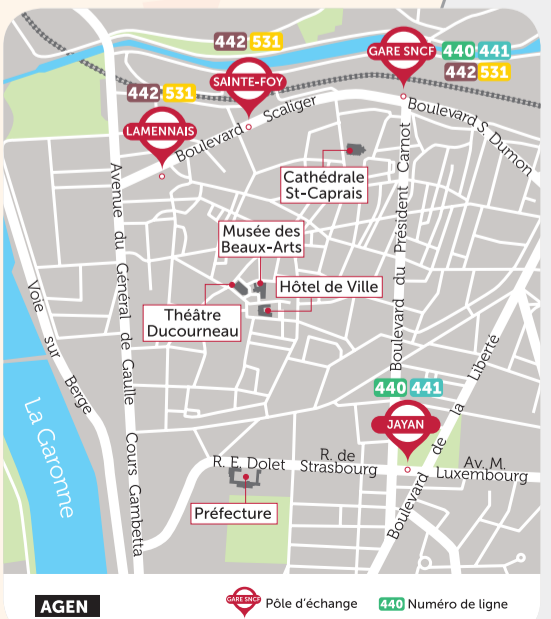 442 531
GARE SNCF
440 441
442 531
SAINTE-FOY
442 531
LAMENNAIS
Boulevard Scaliger
Boulevard S. Dumon
Cathédrale
St-Caprais
Avenue du Général de Gaulle
Boulevard du Président Carnot
Musée des
Beaux-Arts
Hôtel de Ville
Théâtre
Ducourneau
Voie sur Berge
La Garonne
440 441
JAYAN
Boulevard de la Liberté
Cours Gambetta
R. E. Dolet
R. de
Strasbourg
Av. M.
Luxembourg
Préfecture
AGEN
GARE SNCF
Pôle d'échange
440 Numéro de ligne